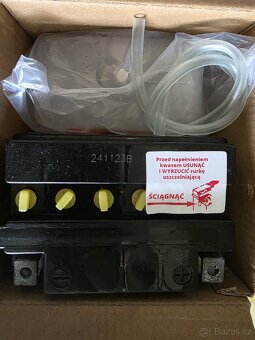 241123B
Przed napełnieniem
kwasem USUNĄĆ
i WYRZUCIĆ rurkę
uszczelniającą
ŚCIĄGNĄĆ
Bazos.cz